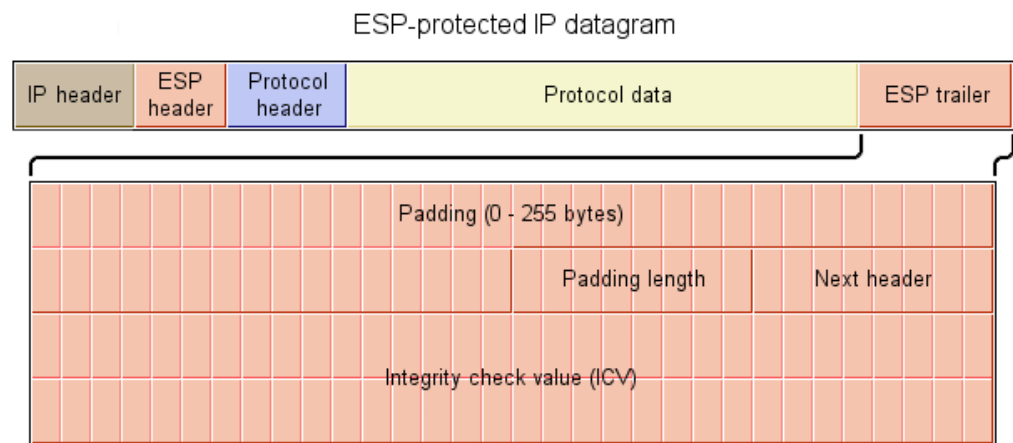 ESP-protected IP datagram
IP header
ESP
header
Protocol
header
Protocol data
ESP trailer
Padding (0 - 255 bytes)
Padding length
Next header
Integrity check value (ICV)